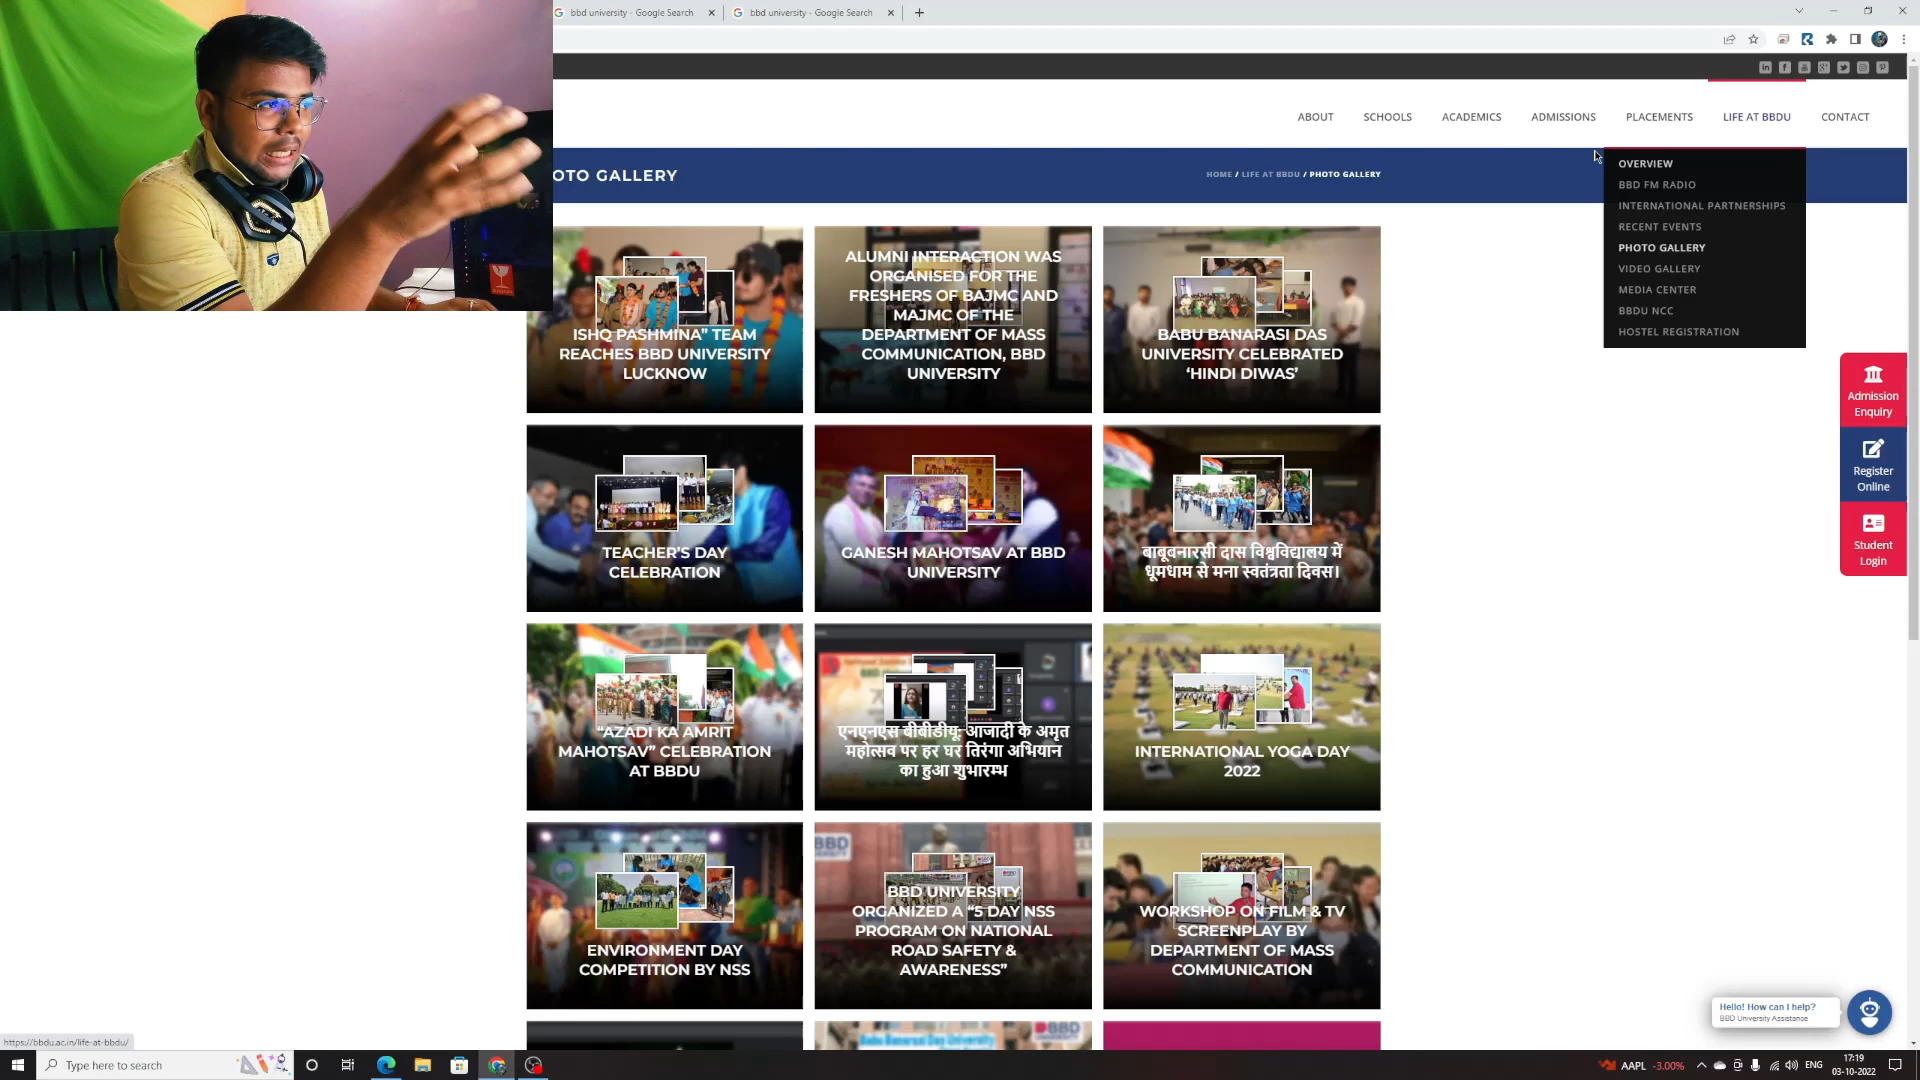 bbd university - Google Search
bbd university - Google Search
ABOUT
SCHOOLS
ACADEMICS
ADMISSIONS
PLACEMENTS
LIFE AT BBDU
CONTACT
OTO GALLERY
HOME / LIFE AT BBDU / PHOTO GALLERY
OVERVIEW
BBD FM RADIO
INTERNATIONAL PARTNERSHIPS
RECENT EVENTS
PHOTO GALLERY
VIDEO GALLERY
MEDIA CENTER
BBDU NCC
HOSTEL REGISTRATION
ISHQ PASHMINA” TEAM
REACHES BBD UNIVERSITY
LUCKNOW
ALUMNI INTERACTION WAS
ORGANISED FOR THE
FRESHERS OF BAJMC AND
MAJMC OF THE
DEPARTMENT OF MASS
COMMUNICATION, BBD
UNIVERSITY
BABU BANARASI DAS
UNIVERSITY CELEBRATED
‘HINDI DIWAS’
Admission
Enquiry
Register
Online
Student
Login
TEACHER’S DAY
CELEBRATION
GANESH MAHOTSAV AT BBD
UNIVERSITY
बाबूबनारसी दास विश्वविद्यालय में
धूमधाम से मना स्वतंत्रता दिवस।
“AZADI KA AMRIT
MAHOTSAV” CELEBRATION
AT BBDU
एनएनएस बीबीडीयू: आजादी के अमृत
महोत्सव पर हर घर तिरंगा अभियान
का हुआ शुभारम्भ
INTERNATIONAL YOGA DAY
2022
ENVIRONMENT DAY
COMPETITION BY NSS
BBD
BBD UNIVERSITY
ORGANIZED A “5 DAY NSS
PROGRAM ON NATIONAL
ROAD SAFETY &
AWARENESS”
WORKSHOP ON FILM & TV
SCREENPLAY BY
DEPARTMENT OF MASS
COMMUNICATION
BBD
Hello! How can I help?
BBD University Assistance
https://bbdu.ac.in/life-at-bbdu/
Type here to search
AAPL -3.00%
ENG
17:19
03-10-2022